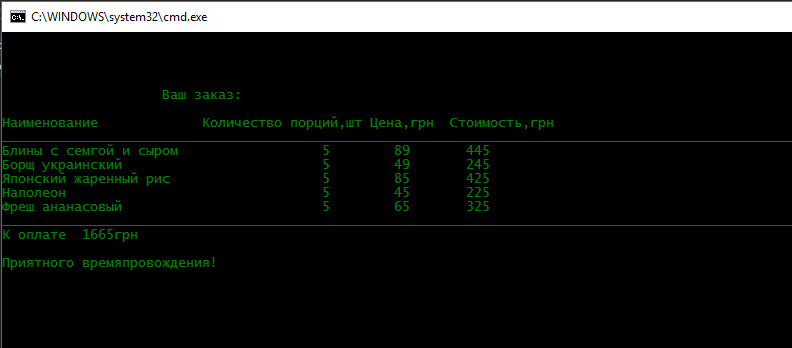 C:\WINDOWS\system32\cmd.exe
Ваш заказ:
Наименование Количество порций,шт Цена,грн Стоимость,грн
Блины с семгой и сыром 5 89 445
Борщ украинский 5 49 245
Японский жаренный рис 5 85 425
Наполеон 5 45 225
Фреш ананасовый 5 65 325
К оплате 1665грн
Приятного времяпровождения!